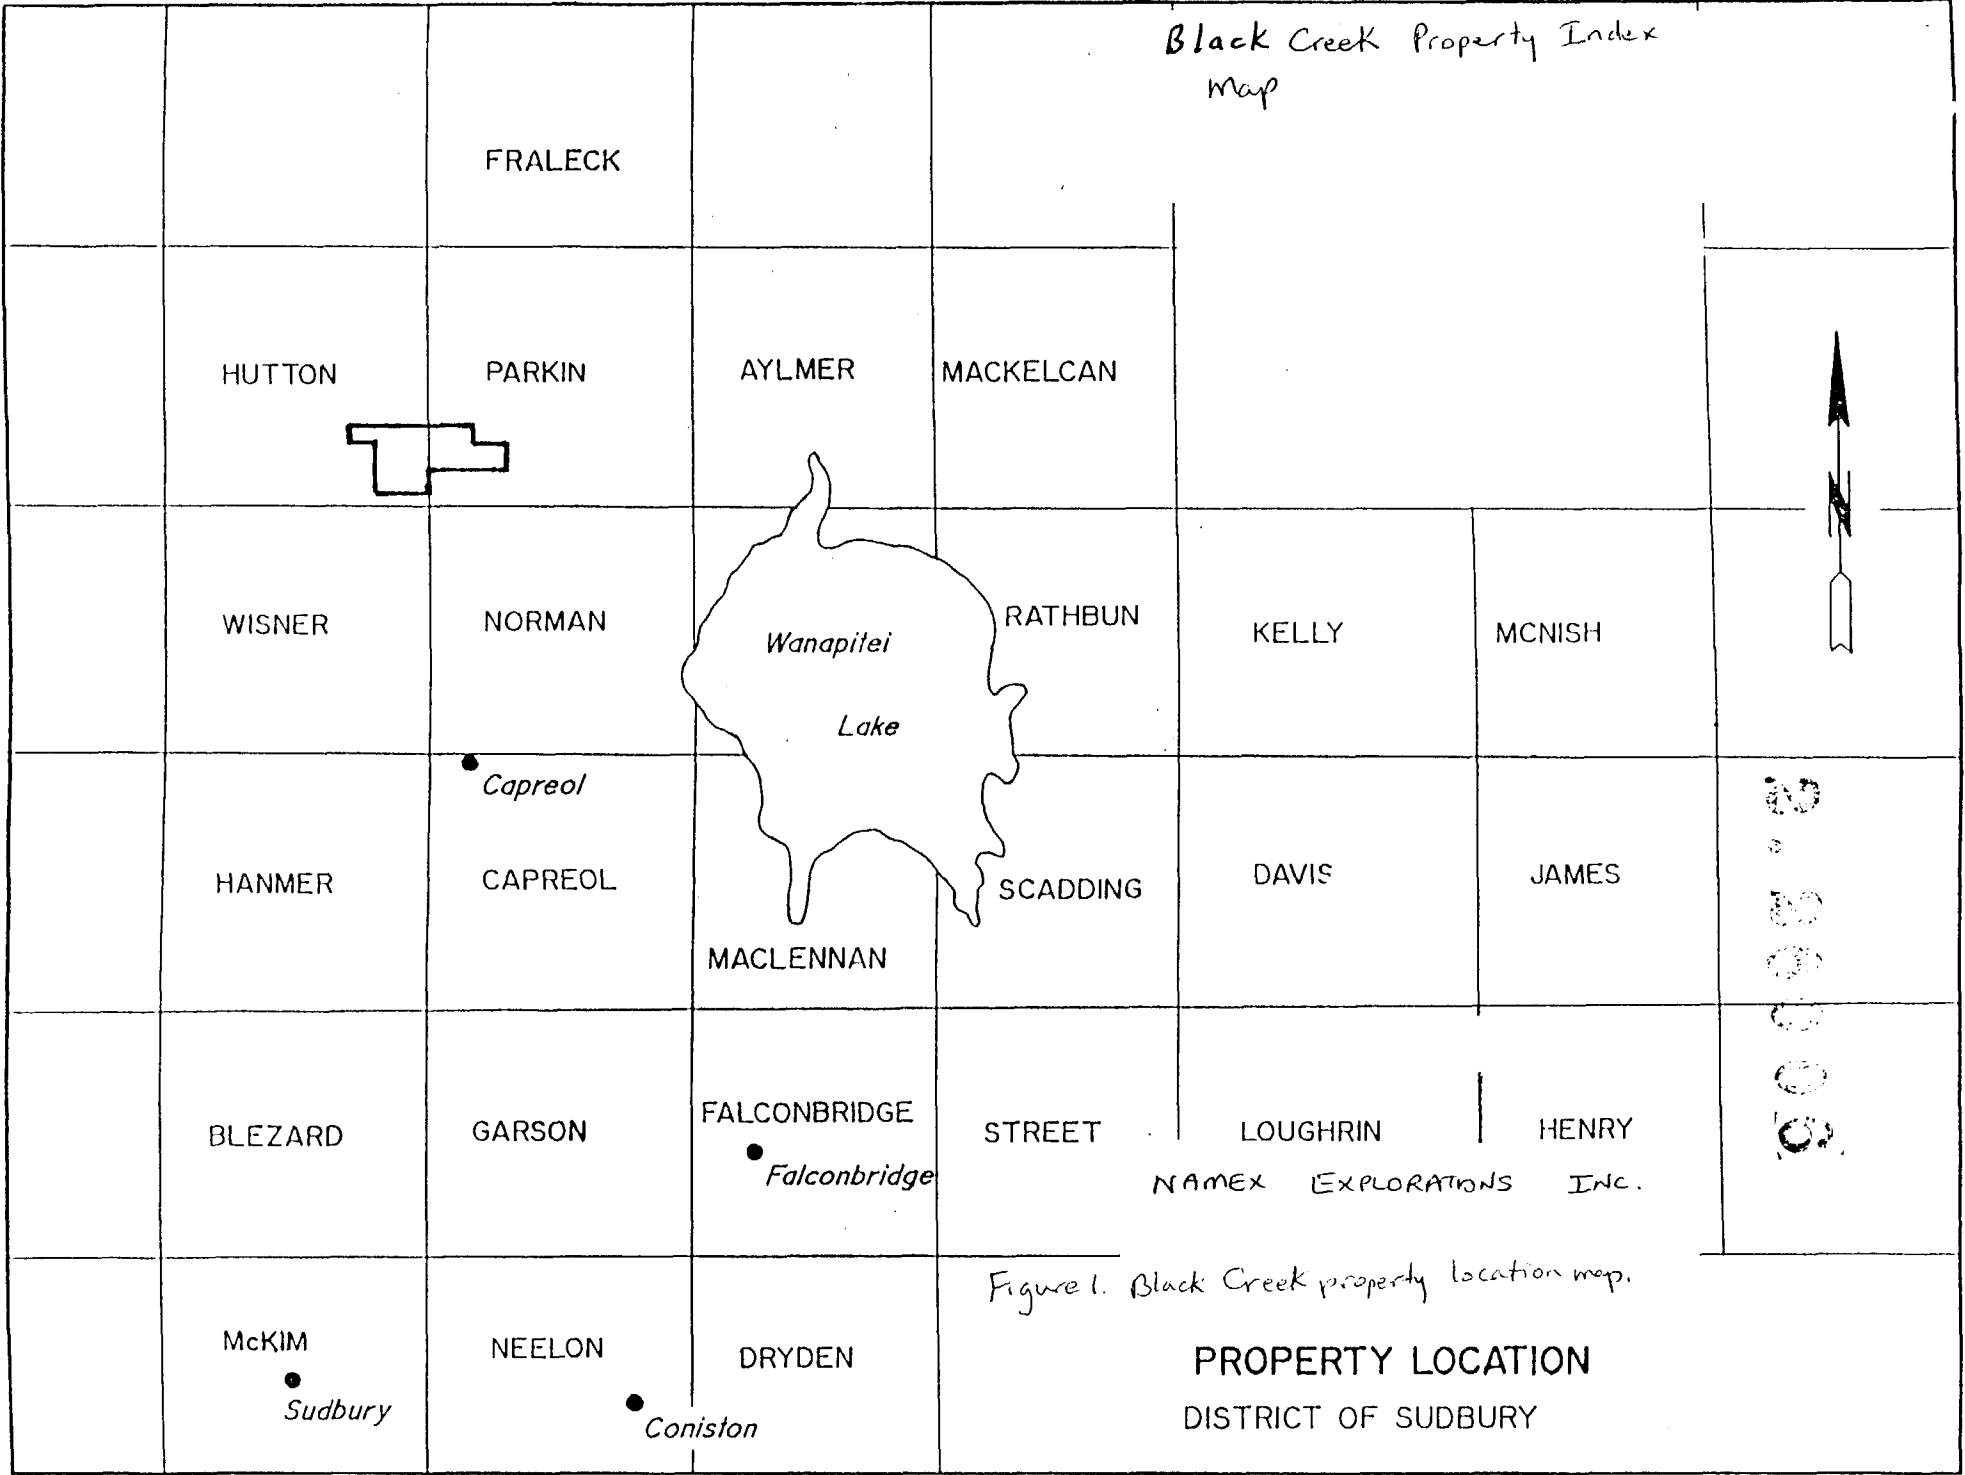 Black Creek Property Index
Map
FRALECK
HUTTON
PARKIN
AYLMER
MACKELCAN
N
WISNER
NORMAN
Wanapitei
Lake
RATHBUN
KELLY
MCNISH
Capreol
HANMER
CAPREOL
MACLENNAN
SCADDING
DAVIS
JAMES
BLEZARD
GARSON
FALCONBRIDGE
Falconbridge
STREET
LOUGHRIN
HENRY
NAMEX EXPLORATIONS INC.
Figure 1. Black Creek property location map.
McKIM
Sudbury
NEELON
Coniston
DRYDEN
PROPERTY LOCATION
DISTRICT OF SUDBURY